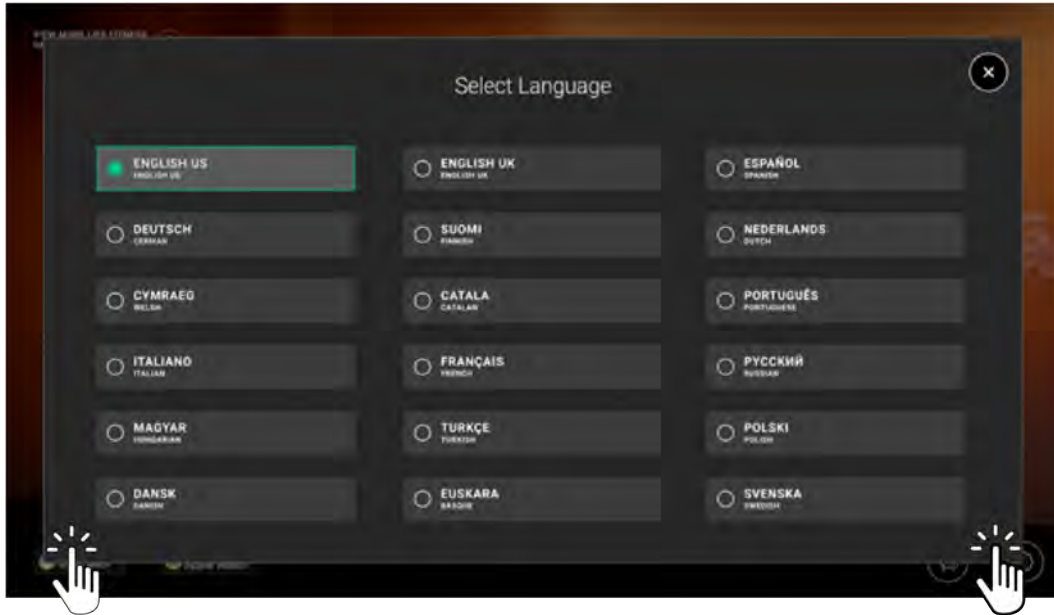 Select Language
ENGLISH US
ENGLISH US
ENGLISH UK
ENGLISH UK
ESPAÑOL
SPANISH
DEUTSCH
GERMAN
SUOMI
FINNISH
NEDERLANDS
DUTCH
CYMRAEG
WELSH
CATALA
CATALAN
PORTUGUÊS
PORTUGUESE
ITALIANO
ITALIAN
FRANÇAIS
FRENCH
РУССКИЙ
RUSSIAN
MAGYAR
HUNGARIAN
TURKÇE
TURKISH
POLSKI
POLISH
DANSK
DANISH
EUSKARA
BASQUE
SVENSKA
SWEDISH